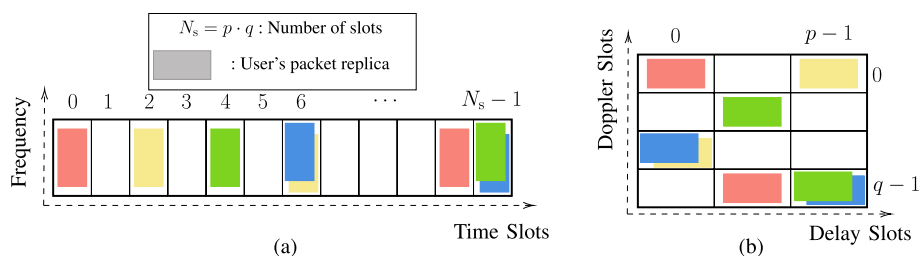 N_s = p · q : Number of slots
: User's packet replica
0 1 2 3 4 5 6 ··· N_s − 1
Frequency
Time Slots
(a)
0 p − 1
Doppler Slots
0
q − 1
Delay Slots
(b)